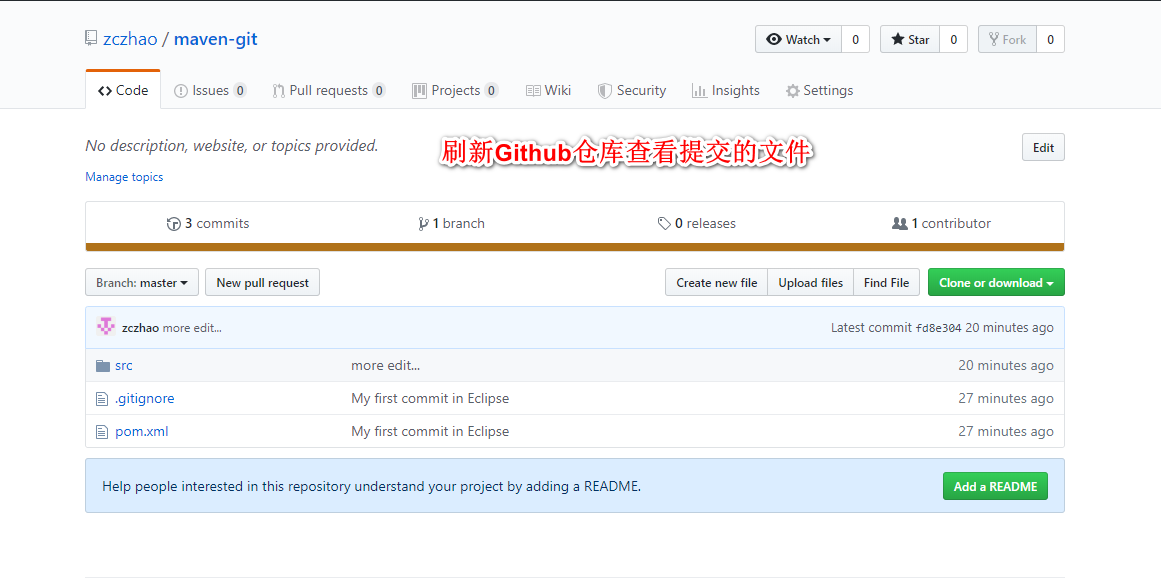 zczhao / maven-git
Watch 0 Star 0 Fork 0
Code Issues 0 Pull requests 0 Projects 0 Wiki Security Insights Settings
No description, website, or topics provided.
刷新Github仓库查看提交的文件
Edit
Manage topics
3 commits 1 branch 0 releases 1 contributor
Branch: master New pull request Create new file Upload files Find File Clone or download
zczhao more edit... Latest commit fd8e304 20 minutes ago
src more edit... 20 minutes ago
.gitignore My first commit in Eclipse 27 minutes ago
pom.xml My first commit in Eclipse 27 minutes ago
Help people interested in this repository understand your project by adding a README. Add a README